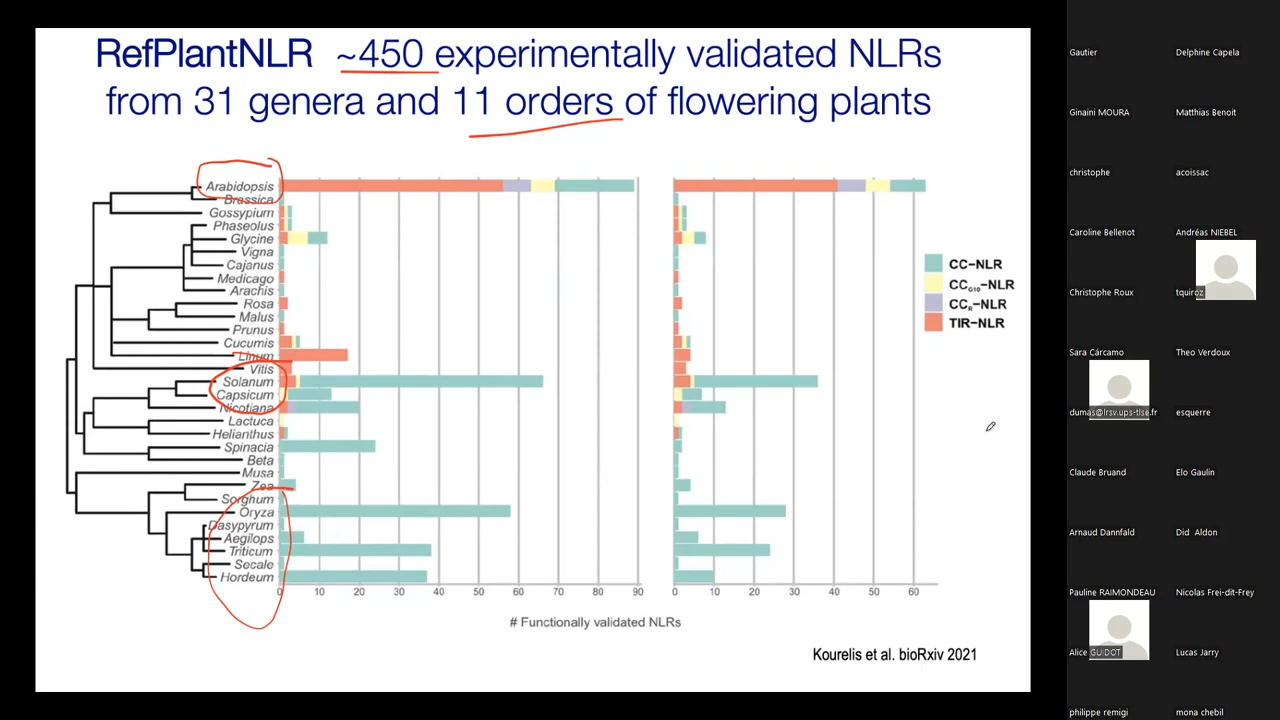 RefPlantNLR ~450 experimentally validated NLRs
from 31 genera and 11 orders of flowering plants
Arabidopsis
Brassica
Gossypium
Phaseolus
Glycine
Vigna
Cajanus
Medicago
Arachis
Rosa
Malus
Prunus
Cucumis
Linum
Vitis
Solanum
Capsicum
Nicotiana
Lactuca
Helianthus
Spinacia
Beta
Musa
Zea
Sorghum
Oryza
Dasypyrum
Aegilops
Triticum
Secale
Hordeum
0 10 20 30 40 50 60 70 80 90
0 10 20 30 40 50 60
# Functionally validated NLRs
CC-NLR
CCG10-NLR
CCR-NLR
TIR-NLR
Kourelis et al. bioRxiv 2021
Gautier
Delphine Capela
Ginaini MOURA
Matthias Benoit
christophe
acoissac
Caroline Bellenot
Andréas NIEBEL
Christophe Roux
tquiroz
Sara Cárcamo
Theo Verdoux
dumas@lrsv.ups-tlse.fr
esquerre
Claude Bruand
Elo Gaulin
Arnaud Dannfald
Did Aldon
Pauline RAIMONDEAU
Nicolas Frei-dit-Frey
Alice GUIDOT
Lucas Jarry
philippe remigi
mona chebil